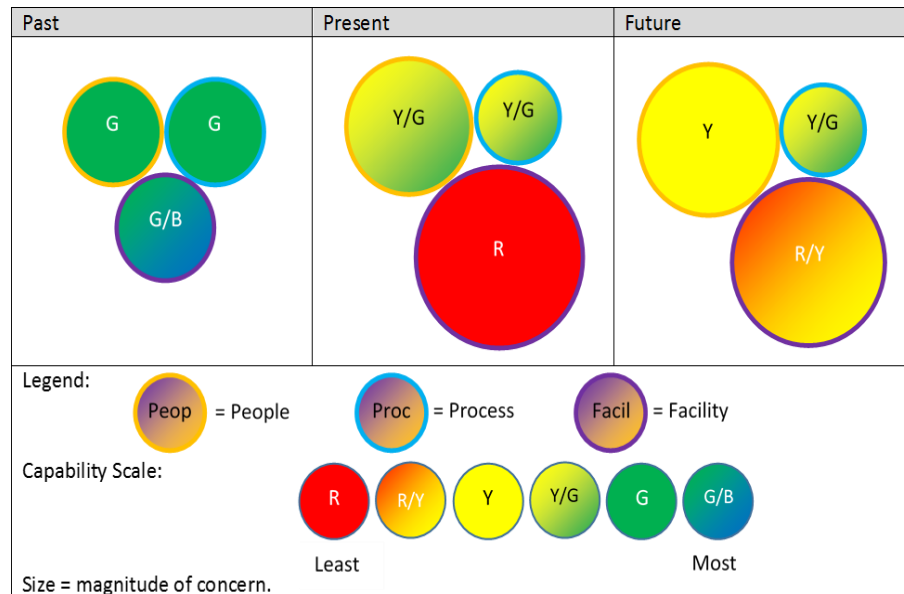 Past Present Future
G G
G/B
Y/G Y/G
R
Y Y/G
R/Y
Legend:
Peop = People Proc = Process Facil = Facility
Capability Scale:
R R/Y Y Y/G G G/B
Least Most
Size = magnitude of concern.